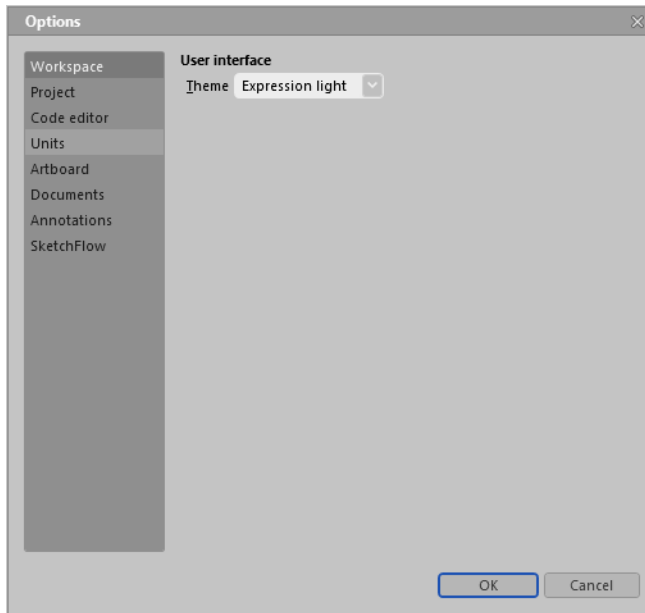 Options
Workspace
Project
Code editor
Units
Artboard
Documents
Annotations
SketchFlow
User interface
Theme Expression light
OK Cancel